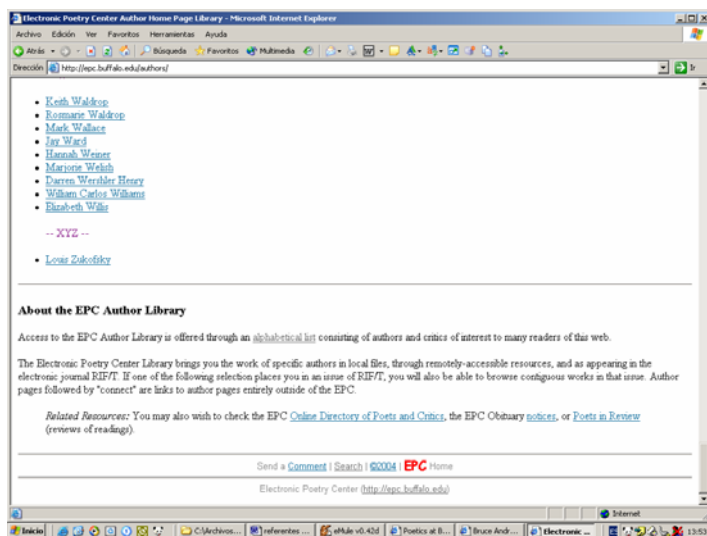 Electronic Poetry Center Author Home Page Library - Microsoft Internet Explorer
Archivo Edición Ver Favoritos Herramientas Ayuda
Atrás Búsqueda Favoritos Multimedia
Dirección http://epc.buffalo.edu/authors/ Ir
Keith Waldrop
Rosmarie Waldrop
Mark Wallace
Jay Ward
Hannah Weiner
Marjorie Welish
Darren Wershler Henry
William Carlos Williams
Elizabeth Willis
-- XYZ --
Louis Zukofsky
About the EPC Author Library
Access to the EPC Author Library is offered through an alphabetical list consisting of authors and critics of interest to many readers of this web.
The Electronic Poetry Center Library brings you the work of specific authors in local files, through remotely-accessible resources, and as appearing in the
electronic journal RIF/T. If one of the following selection places you in an issue of RIF/T, you will also be able to browse contiguous works in that issue. Author
pages followed by "connect" are links to author pages entirely outside of the EPC.
Related Resources: You may also wish to check the EPC Online Directory of Poets and Critics, the EPC Obituary notices, or Poets in Review
(reviews of readings).
Send a Comment | Search | ©2004 | EPC Home
Electronic Poetry Center (http://epc.buffalo.edu)
Internet
Inicio C:\Archivos... referentes ... eMule v0.42d Poetics at B... Bruce Andr... Electronic ... 13:53